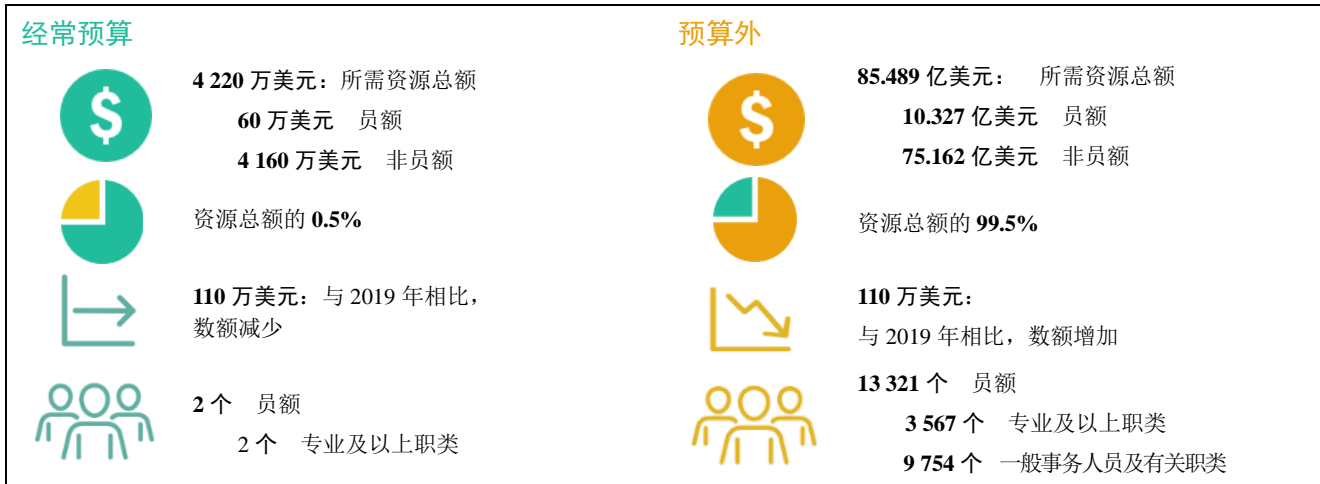 经常预算
4 220 万美元：所需资源总额
60 万美元 员额
4 160 万美元 非员额
资源总额的 0.5%
110 万美元：与 2019 年相比，
数额减少
2 个 员额
2 个 专业及以上职类
预算外
85.489 亿美元： 所需资源总额
10.327 亿美元 员额
75.162 亿美元 非员额
资源总额的 99.5%
110 万美元：
与 2019 年相比，数额增加
13 321 个 员额
3 567 个 专业及以上职类
9 754 个 一般事务人员及有关职类